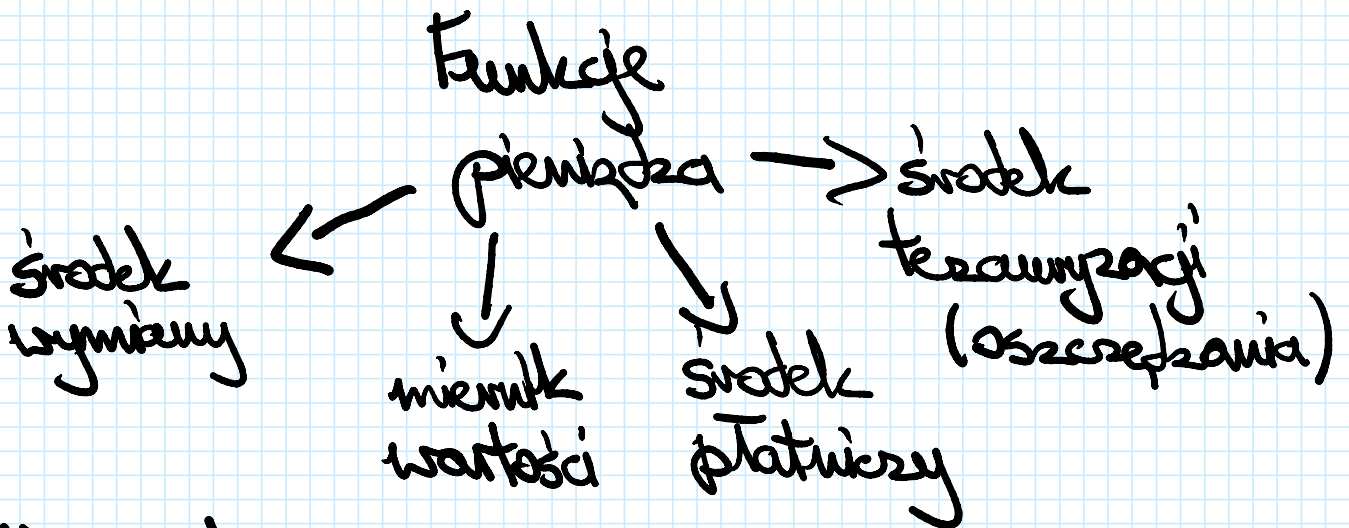 Funkcje
pieniądza
środek
tezauryzacji
(oszczędzania)
środek
wymiany
miernik
wartości
środek
płatniczy